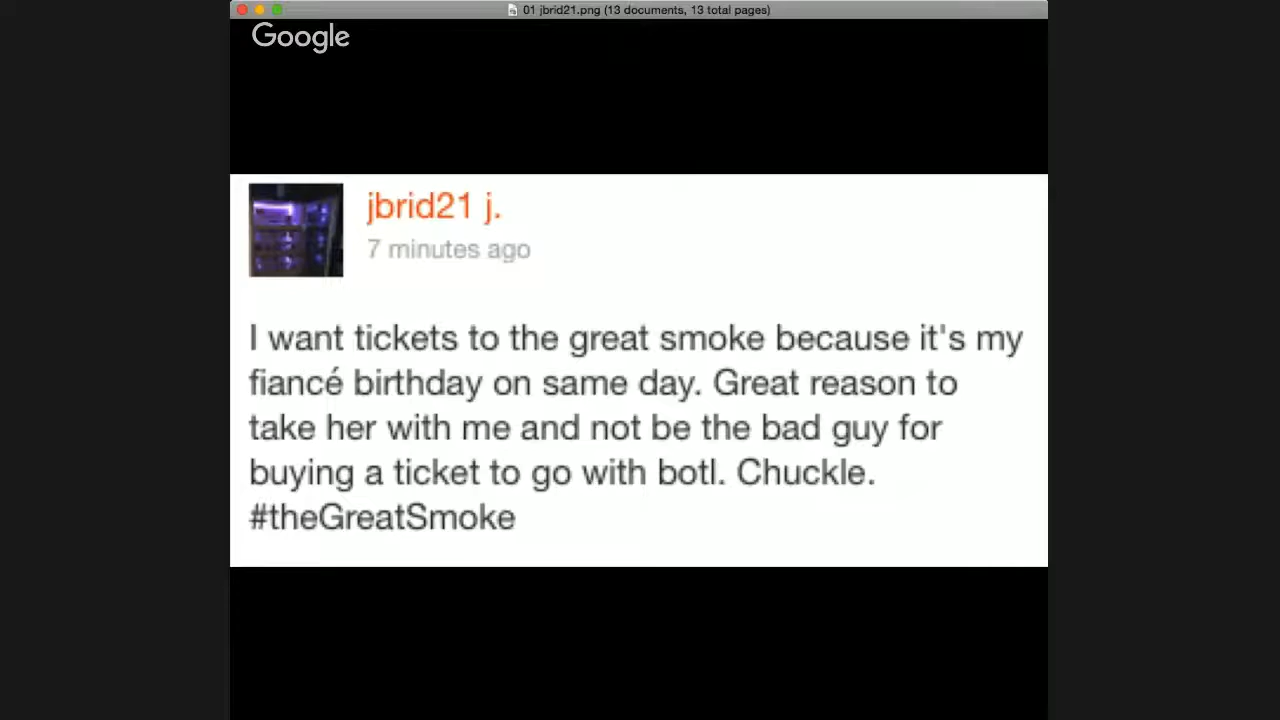 01 jbrid21.png (13 documents, 13 total pages)
Google
jbrid21 j.
7 minutes ago
I want tickets to the great smoke because it's my
fiancé birthday on same day. Great reason to
take her with me and not be the bad guy for
buying a ticket to go with botl. Chuckle.
#theGreatSmoke